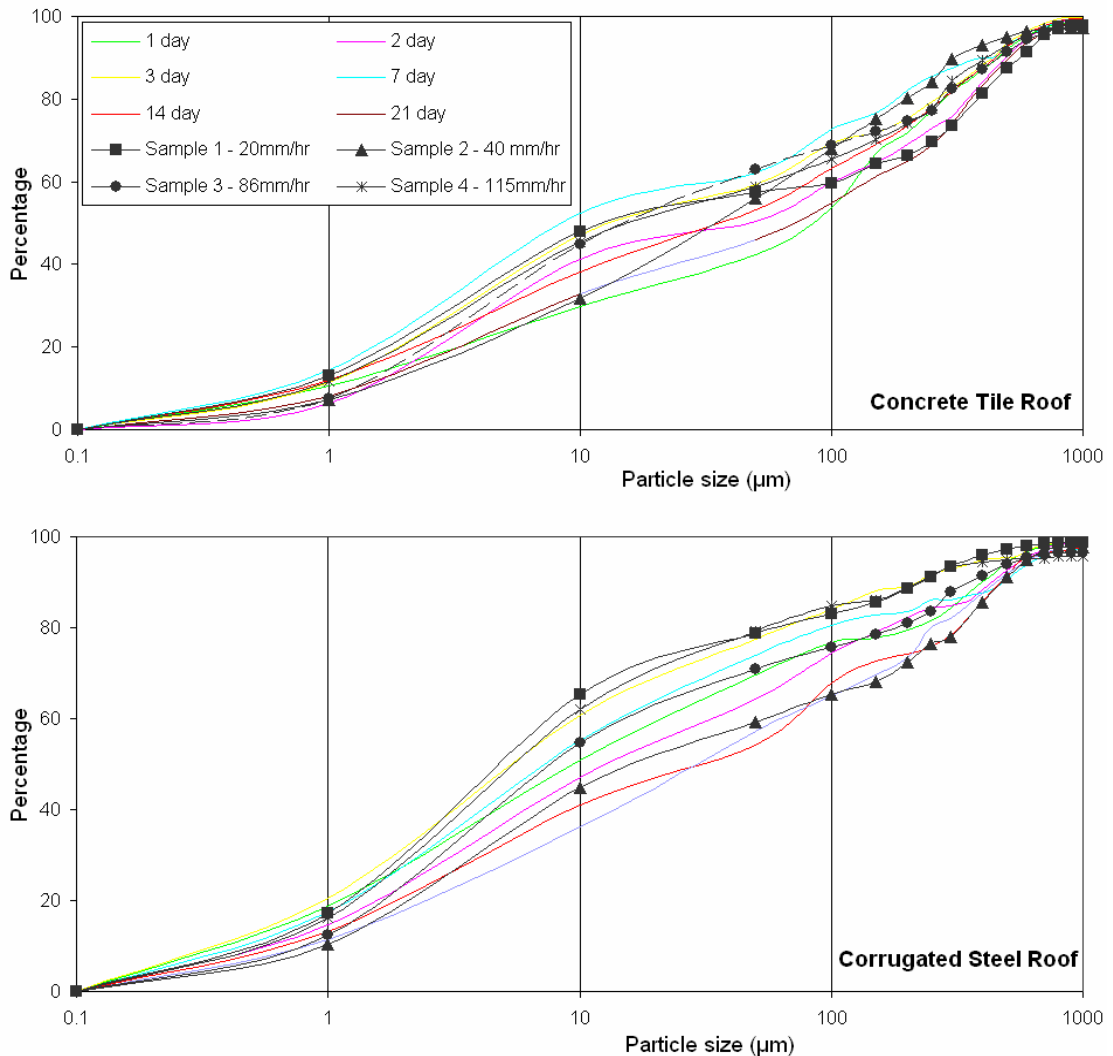 100
80
60
40
20
0
Percentage
1 day
2 day
3 day
7 day
14 day
21 day
Sample 1 - 20mm/hr
Sample 2 - 40 mm/hr
Sample 3 - 86mm/hr
Sample 4 - 115mm/hr
Concrete Tile Roof
0.1
1
10
100
1000
Particle size (µm)
100
80
60
40
20
0
Percentage
Corrugated Steel Roof
0.1
1
10
100
1000
Particle size (µm)